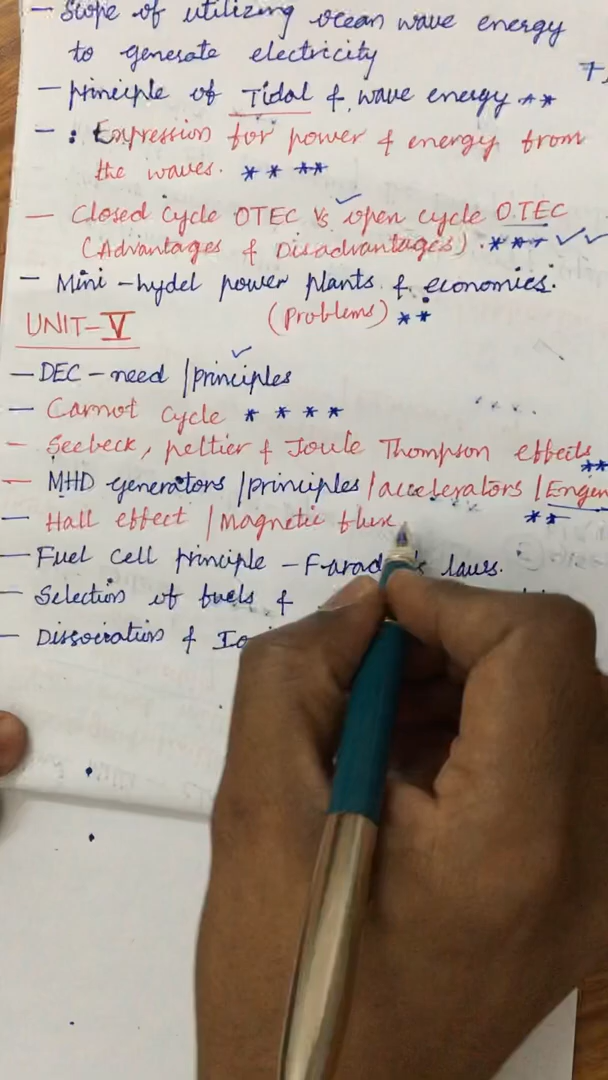 - Scope of utilizing ocean wave energy
to generate electricity
- principle of Tidal & wave energy **
- : Expression for power & energy from
the waves. ** **
- Closed cycle OTEC Vs open cycle OTEC
(Advantages & Disadvantages). *** ✓✓
- Mini-hydel power plants & economics.
(Problems) **
UNIT-V
- DEC - need / principles
- Carnot cycle * * * *
- Seebeck, peltier & Joule Thompson effects
**
- MHD generators / principles / accelerators / Engen
- Hall effect / Magnetic flux **
- Fuel cell principle - laws.
- Selection of fuels &
- Dissociation &